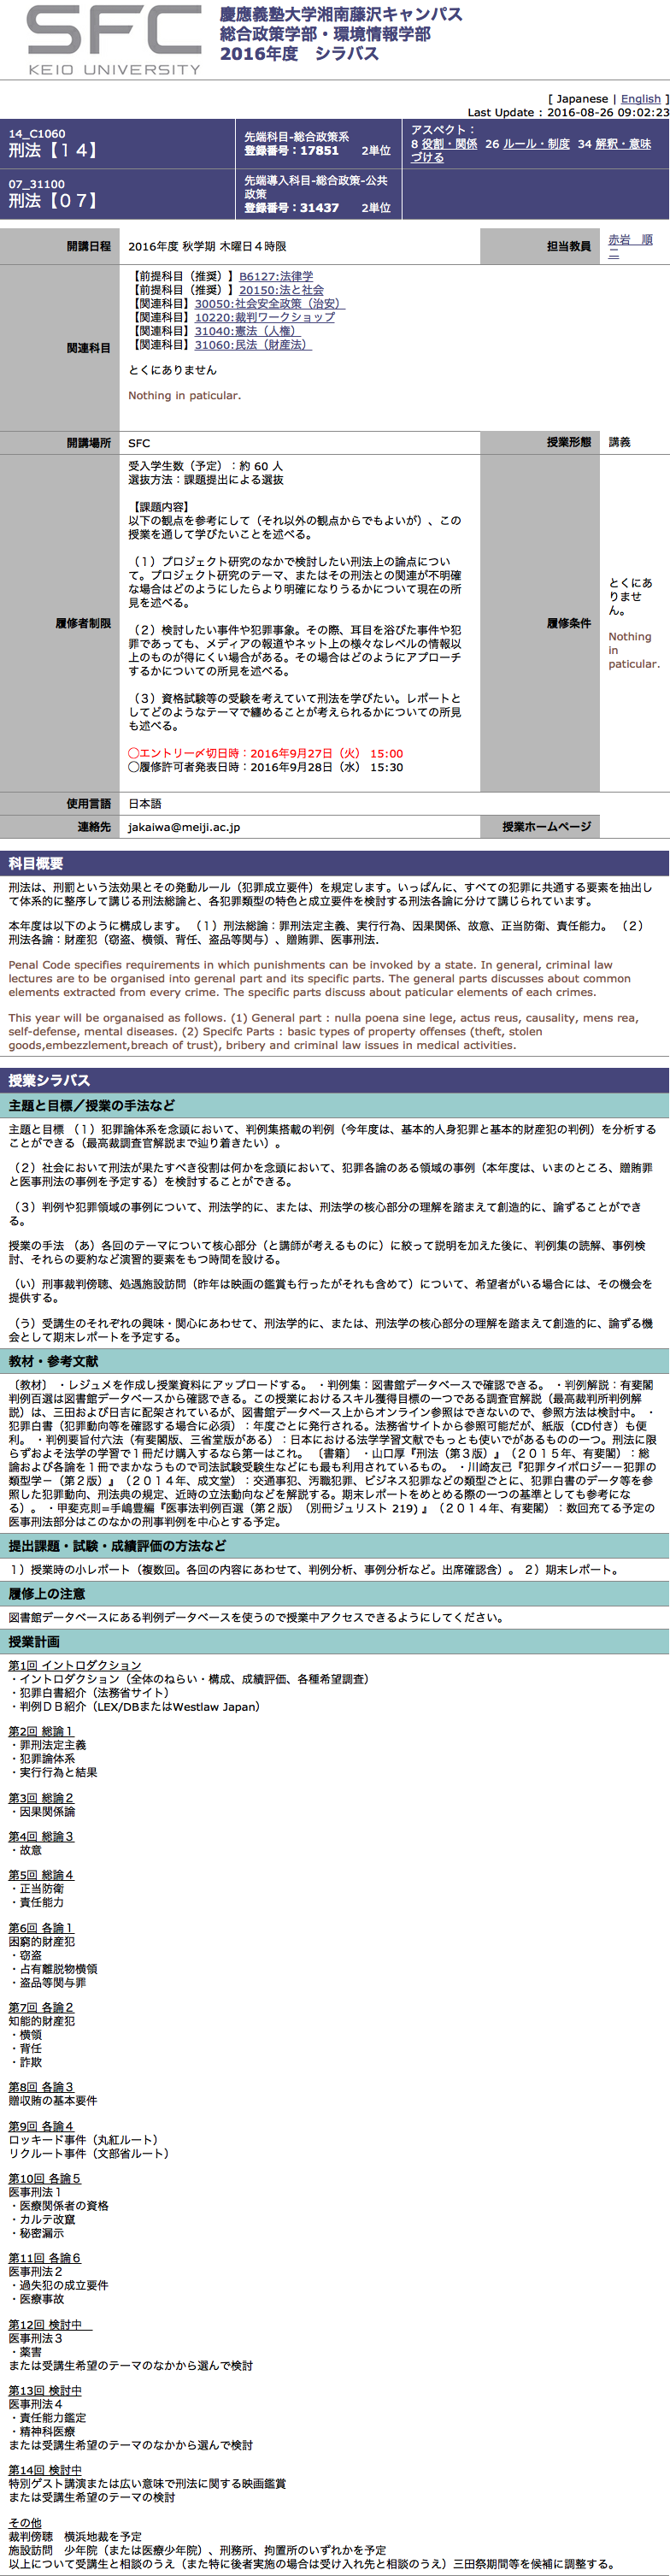 SFC
KEIO UNIVERSITY
慶應義塾大学湘南藤沢キャンパス
総合政策学部・環境情報学部
2016年度　シラバス
[ Japanese | English ]
Last Update : 2016-08-26 09:02:23
14_C1060
刑法【１４】
先端科目-総合政策系
登録番号：17851　　2単位
アスペクト：
8 役割・関係　26 ルール・制度　34 解釈・意味
づける
07_31100
刑法【０７】
先端導入科目-総合政策-公共
政策
登録番号：31437　　2単位
開講日程
2016年度 秋学期 木曜日４時限
担当教員
赤岩　順
二
関連科目
【前提科目（推奨）】B6127:法律学
【前提科目（推奨）】20150:法と社会
【関連科目】30050:社会安全政策（治安）
【関連科目】10220:裁判ワークショップ
【関連科目】31040:憲法（人権）
【関連科目】31060:民法（財産法）
とくにありません
Nothing in paticular.
開講場所
SFC
授業形態
講義
履修者制限
受入学生数（予定）：約 60 人
選抜方法：課題提出による選抜
【課題内容】
以下の観点を参考にして（それ以外の観点からでもよいが）、この
授業を通して学びたいことを述べる。
（１）プロジェクト研究のなかで検討したい刑法上の論点につい
て。プロジェクト研究のテーマ、またはその刑法との関連が不明確
な場合はどのようにしたらより明確になりうるかについて現在の所
見を述べる。
（２）検討したい事件や犯罪事象。その際、耳目を浴びた事件や犯
罪であっても、メディアの報道やネット上の様々なレベルの情報以
上のものが得にくい場合がある。その場合はどのようにアプローチ
するかについての所見を述べる。
（３）資格試験等の受験を考えていて刑法を学びたい。レポートと
してどのようなテーマで纏めることが考えられるかについての所見
も述べる。
◯エントリー〆切日時：2016年9月27日（火） 15:00
◯履修許可者発表日時：2016年9月28日（水） 15:30
履修条件
とくにあ
りませ
ん。
Nothing
in
paticular.
使用言語
日本語
連絡先
jakaiwa@meiji.ac.jp
授業ホームページ
科目概要
刑法は、刑罰という法効果とその発動ルール（犯罪成立要件）を規定します。いっぱんに、すべての犯罪に共通する要素を抽出し
て体系的に整序して講じる刑法総論と、各犯罪類型の特色と成立要件を検討する刑法各論に分けて講じられています。
本年度は以下のように構成します。 （１）刑法総論：罪刑法定主義、実行行為、因果関係、故意、正当防衛、責任能力。 （２）
刑法各論：財産犯（窃盗、横領、背任、盗品等関与）、贈賄罪、医事刑法．
Penal Code specifies requirements in which punishments can be invoked by a state. In general, criminal law
lectures are to be organised into gerenal part and its specific parts. The general parts discusses about common
elements extracted from every crime. The specific parts discuss about paticular elements of each crimes.
This year will be organaised as follows. (1) General part : nulla poena sine lege, actus reus, causality, mens rea,
self-defense, mental diseases. (2) Specifc Parts : basic types of property offenses (theft, stolen
goods,embezzlement,breach of trust), bribery and criminal law issues in medical activities.
授業シラバス
主題と目標／授業の手法など
主題と目標 （１）犯罪論体系を念頭において、判例集搭載の判例（今年度は、基本的人身犯罪と基本的財産犯の判例）を分析する
ことができる（最高裁調査官解説まで辿り着きたい）。
（２）社会において刑法が果たすべき役割は何かを念頭において、犯罪各論のある領域の事例（本年度は、いまのところ、贈賄罪
と医事刑法の事例を予定する）を検討することができる。
（３）判例や犯罪領域の事例について、刑法学的に、または、刑法学の核心部分の理解を踏まえて創造的に、論ずることができ
る。
授業の手法 （あ）各回のテーマについて核心部分（と講師が考えるものに）に絞って説明を加えた後に、判例集の読解、事例検
討、それらの要約など演習的要素をもつ時間を設ける。
（い）刑事裁判傍聴、処遇施設訪問（昨年は映画の鑑賞も行ったがそれも含めて）について、希望者がいる場合には、その機会を
提供する。
（う）受講生のそれぞれの興味・関心にあわせて、刑法学的に、または、刑法学の核心部分の理解を踏まえて創造的に、論ずる機
会として期末レポートを予定する。
教材・参考文献
〔教材〕 ・レジュメを作成し授業資料にアップロードする。 ・判例集：図書館データベースで確認できる。 ・判例解説：有斐閣
判例百選は図書館データベースから確認できる。この授業におけるスキル獲得目標の一つである調査官解説（最高裁判所判例解
説）は、三田および日吉に配架されているが、図書館データベース上からオンライン参照はできないので、参照方法は検討中。 ・
犯罪白書（犯罪動向等を確認する場合に必須）：年度ごとに発行される。法務省サイトから参照可能だが、紙版（CD付き）も便
利。 ・判例要旨付六法（有斐閣版、三省堂版がある）：日本における法学学習文献でもっとも使いでがあるものの一つ。刑法に限
らずおよそ法学の学習で１冊だけ購入するなら第一はこれ。 （書籍） ・山口厚『刑法（第３版）』（２０１５年、有斐閣）：総
論および各論を１冊でまかなうもので司法試験受験生などにも最も利用されているもの。 ・川崎友己『犯罪タイポロジー－犯罪の
類型学－（第２版）』（２０１４年、成文堂）：交通事犯、汚職犯罪、ビジネス犯罪などの類型ごとに、犯罪白書のデータ等を参
照した犯罪動向、刑法典の規定、近時の立法動向などを解説する。期末レポートをめとめる際の一つの基準としても参考にな
る）。 ・甲斐克則=手嶋豊編『医事法判例百選（第２版）（別冊ジュリスト 219) 』（２０１４年、有斐閣）：数回充てる予定の
医事刑法部分はこのなかの刑事判例を中心とする予定。
提出課題・試験・成績評価の方法など
１）授業時の小レポート（複数回。各回の内容にあわせて、判例分析、事例分析など。出席確認含）。 ２）期末レポート。
履修上の注意
図書館データベースにある判例データベースを使うので授業中アクセスできるようにしてください。
授業計画
第1回 イントロダクション
・イントロダクション（全体のねらい・構成、成績評価、各種希望調査）
・犯罪白書紹介（法務省サイト）
・判例ＤＢ紹介（LEX/DBまたはWestlaw Japan）
第2回 総論１
・罪刑法定主義
・犯罪論体系
・実行行為と結果
第3回 総論２
・因果関係論
第4回 総論３
・故意
第5回 総論４
・正当防衛
・責任能力
第6回 各論１
困窮的財産犯
・窃盗
・占有離脱物横領
・盗品等関与罪
第7回 各論２
知能的財産犯
・横領
・背任
・詐欺
第8回 各論３
贈収賄の基本要件
第9回 各論４
ロッキード事件（丸紅ルート）
リクルート事件（文部省ルート）
第10回 各論５
医事刑法１
・医療関係者の資格
・カルテ改竄
・秘密漏示
第11回 各論６
医事刑法２
・過失犯の成立要件
・医療事故
第12回 検討中
医事刑法３
・薬害
または受講生希望のテーマのなかから選んで検討
第13回 検討中
医事刑法４
・責任能力鑑定
・精神科医療
または受講生希望のテーマのなかから選んで検討
第14回 検討中
特別ゲスト講演または広い意味で刑法に関する映画鑑賞
または受講生希望のテーマの検討
その他
裁判傍聴　横浜地裁を予定
施設訪問　少年院（または医療少年院）、刑務所、拘置所のいずれかを予定
以上について受講生と相談のうえ（また特に後者実施の場合は受け入れ先と相談のうえ）三田祭期間等を候補に調整する。